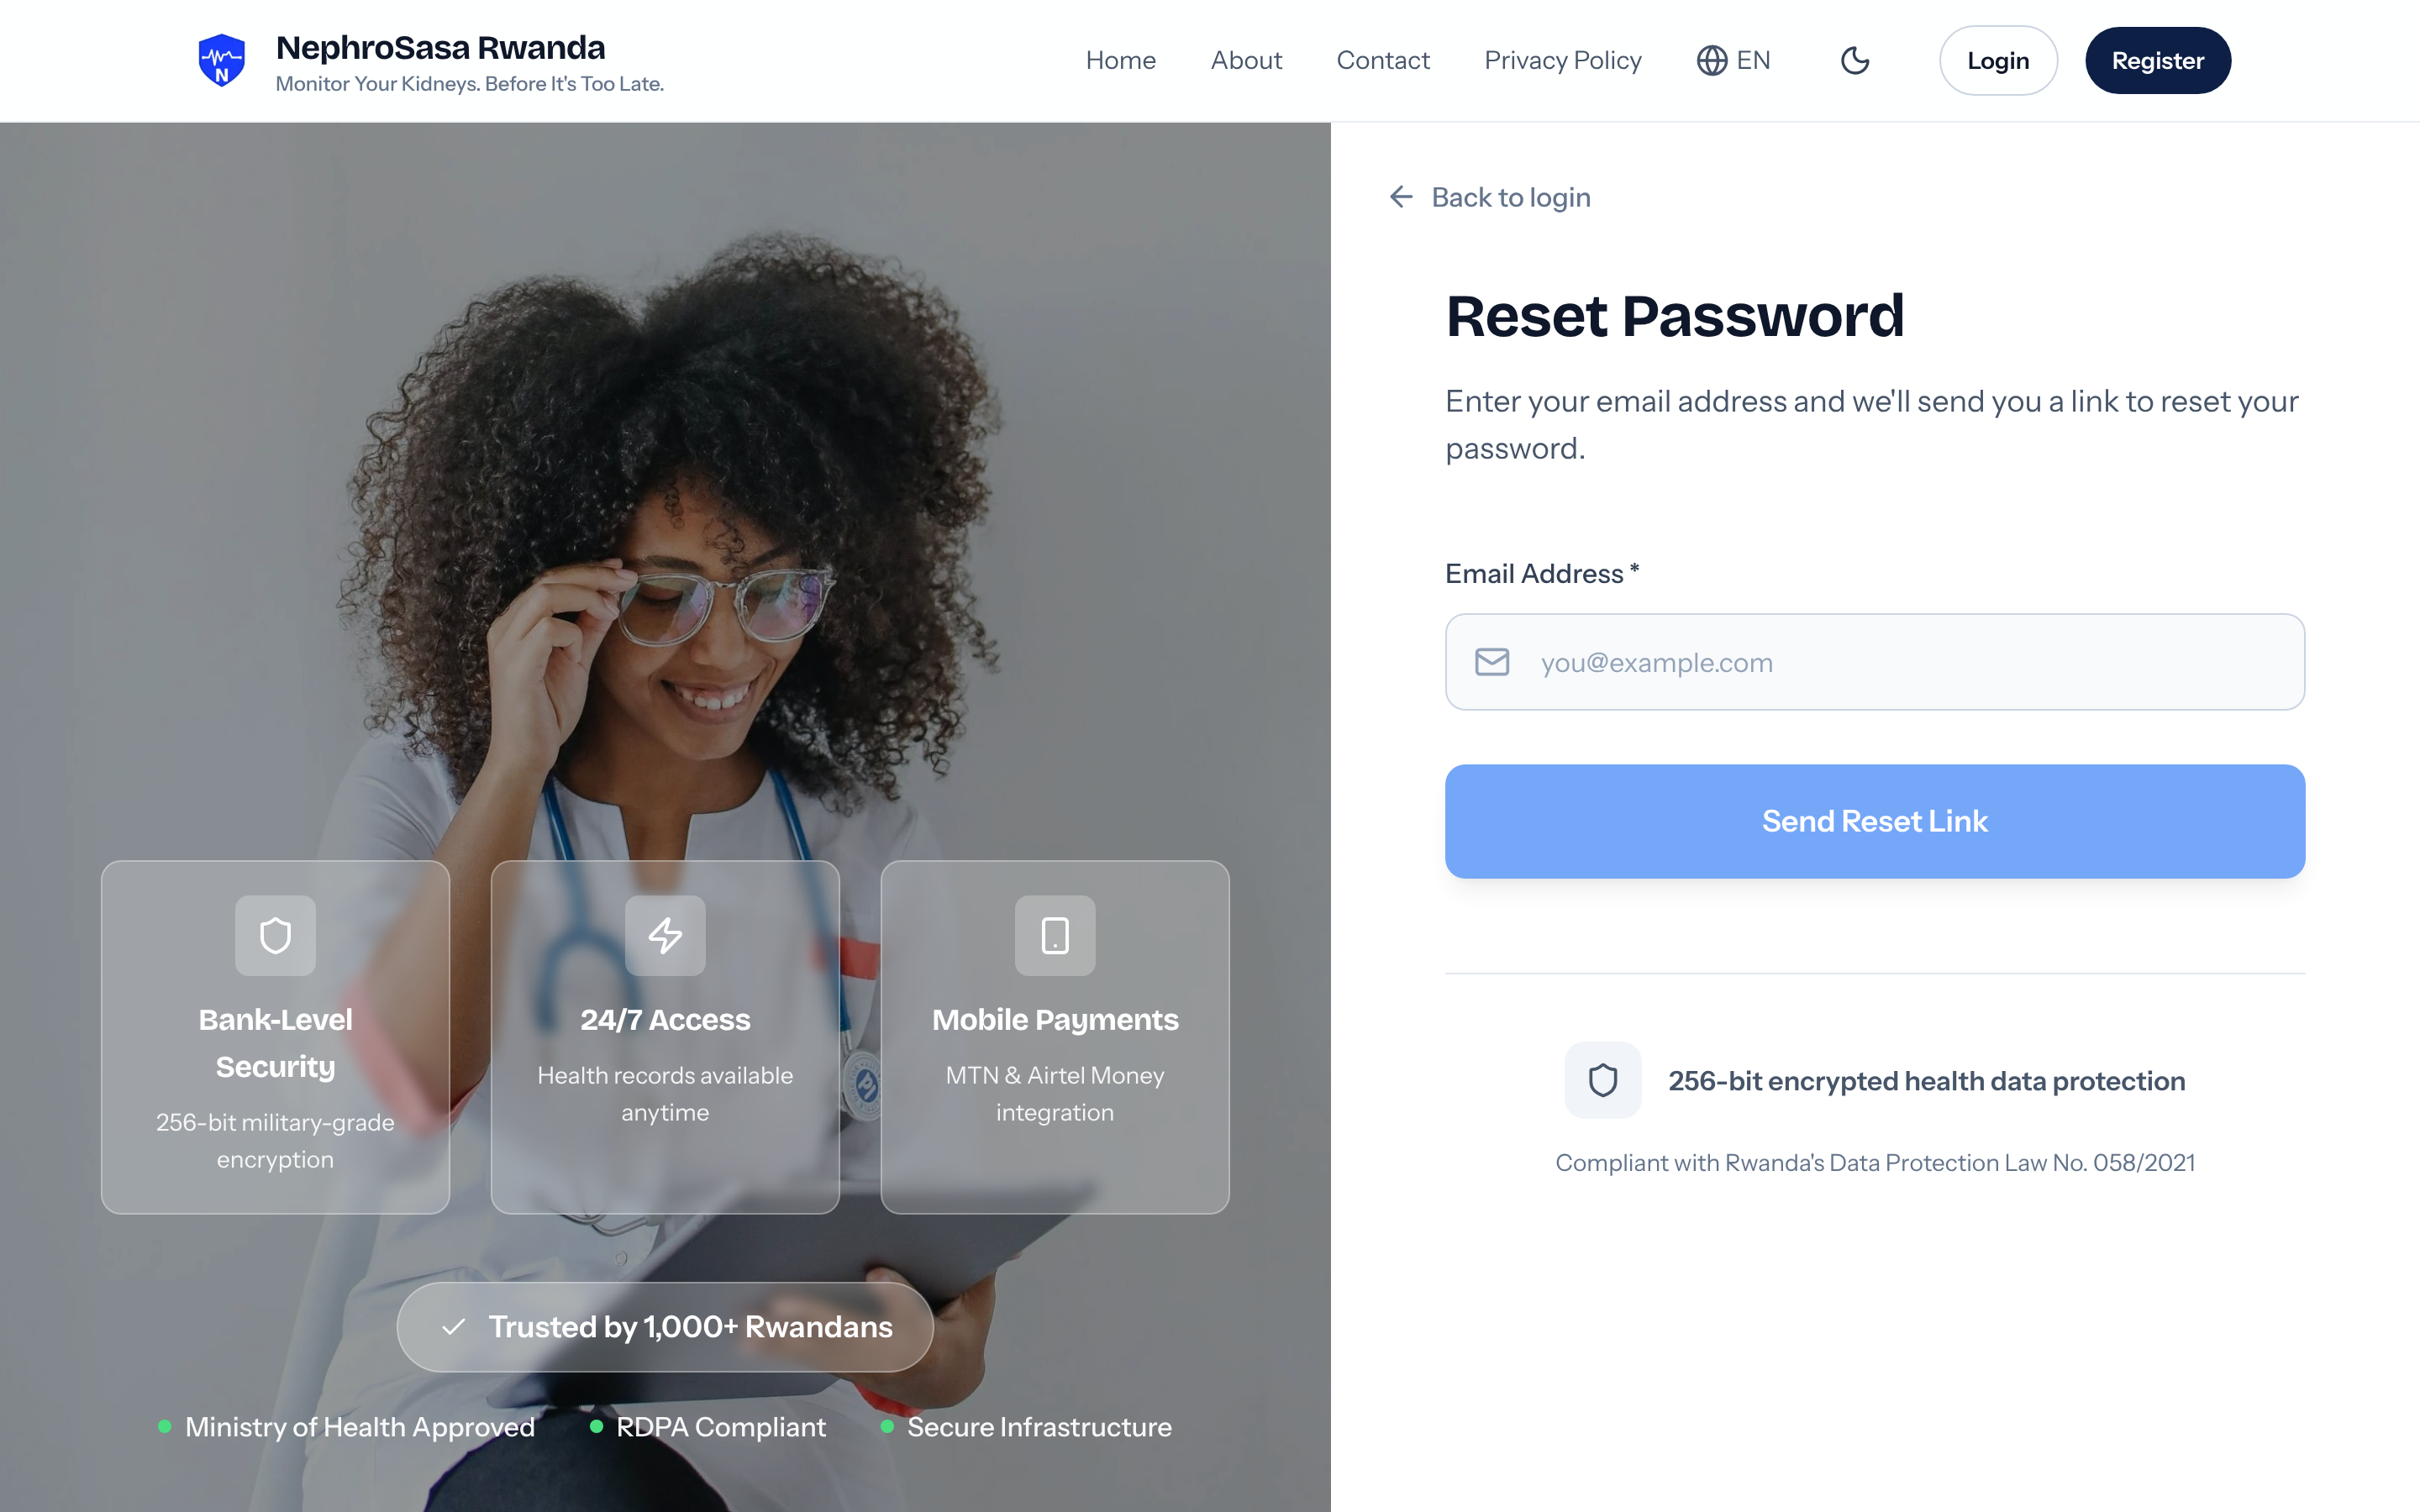 NephroSasa Rwanda
Monitor Your Kidneys. Before It's Too Late.
Home
About
Contact
Privacy Policy
EN
Login
Register
N
Back to login
Reset Password
Enter your email address and we'll send you a link to reset your
password.
Email Address *
you@example.com
Send Reset Link
256-bit encrypted health data protection
Compliant with Rwanda's Data Protection Law No. 058/2021
Bank-Level
Security
256-bit military-grade
encryption
24/7 Access
Health records available
anytime
Mobile Payments
MTN & Airtel Money
integration
Trusted by 1,000+ Rwandans
Ministry of Health Approved
RDPA Compliant
Secure Infrastructure